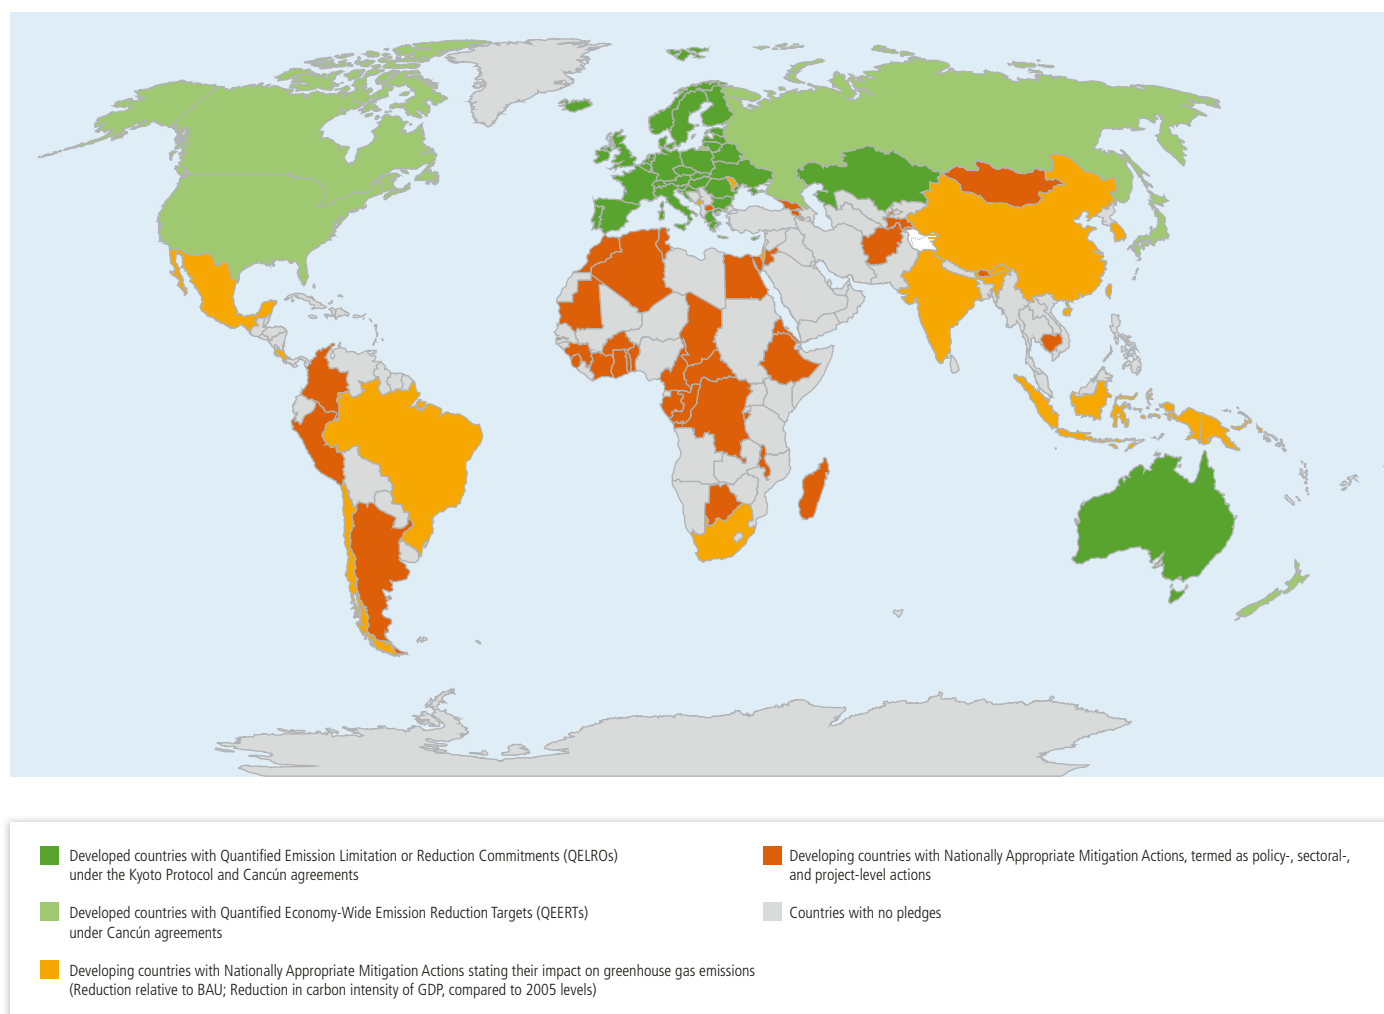 Developed countries with Quantified Emission Limitation or Reduction Commitments (QELROs)
under the Kyoto Protocol and Cancún agreements
Developed countries with Quantified Economy-Wide Emission Reduction Targets (QEERTs)
under Cancún agreements
Developing countries with Nationally Appropriate Mitigation Actions stating their impact on greenhouse gas emissions
(Reduction relative to BAU; Reduction in carbon intensity of GDP, compared to 2005 levels)
Developing countries with Nationally Appropriate Mitigation Actions, termed as policy-, sectoral-,
and project-level actions
Countries with no pledges